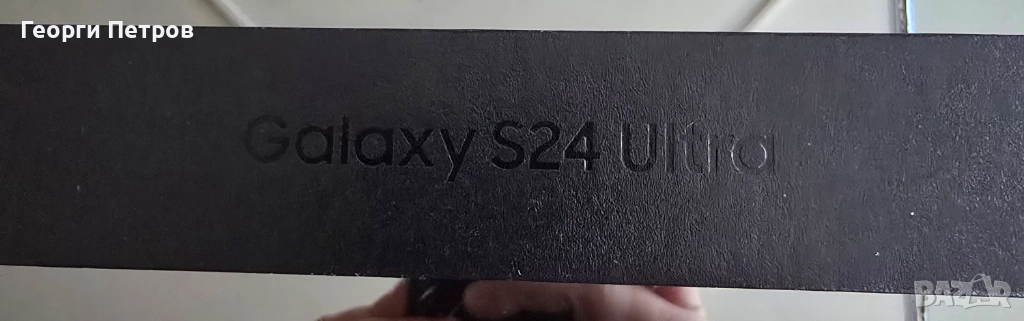 Георги Петров
Galaxy S24 Ultra
BAZAR